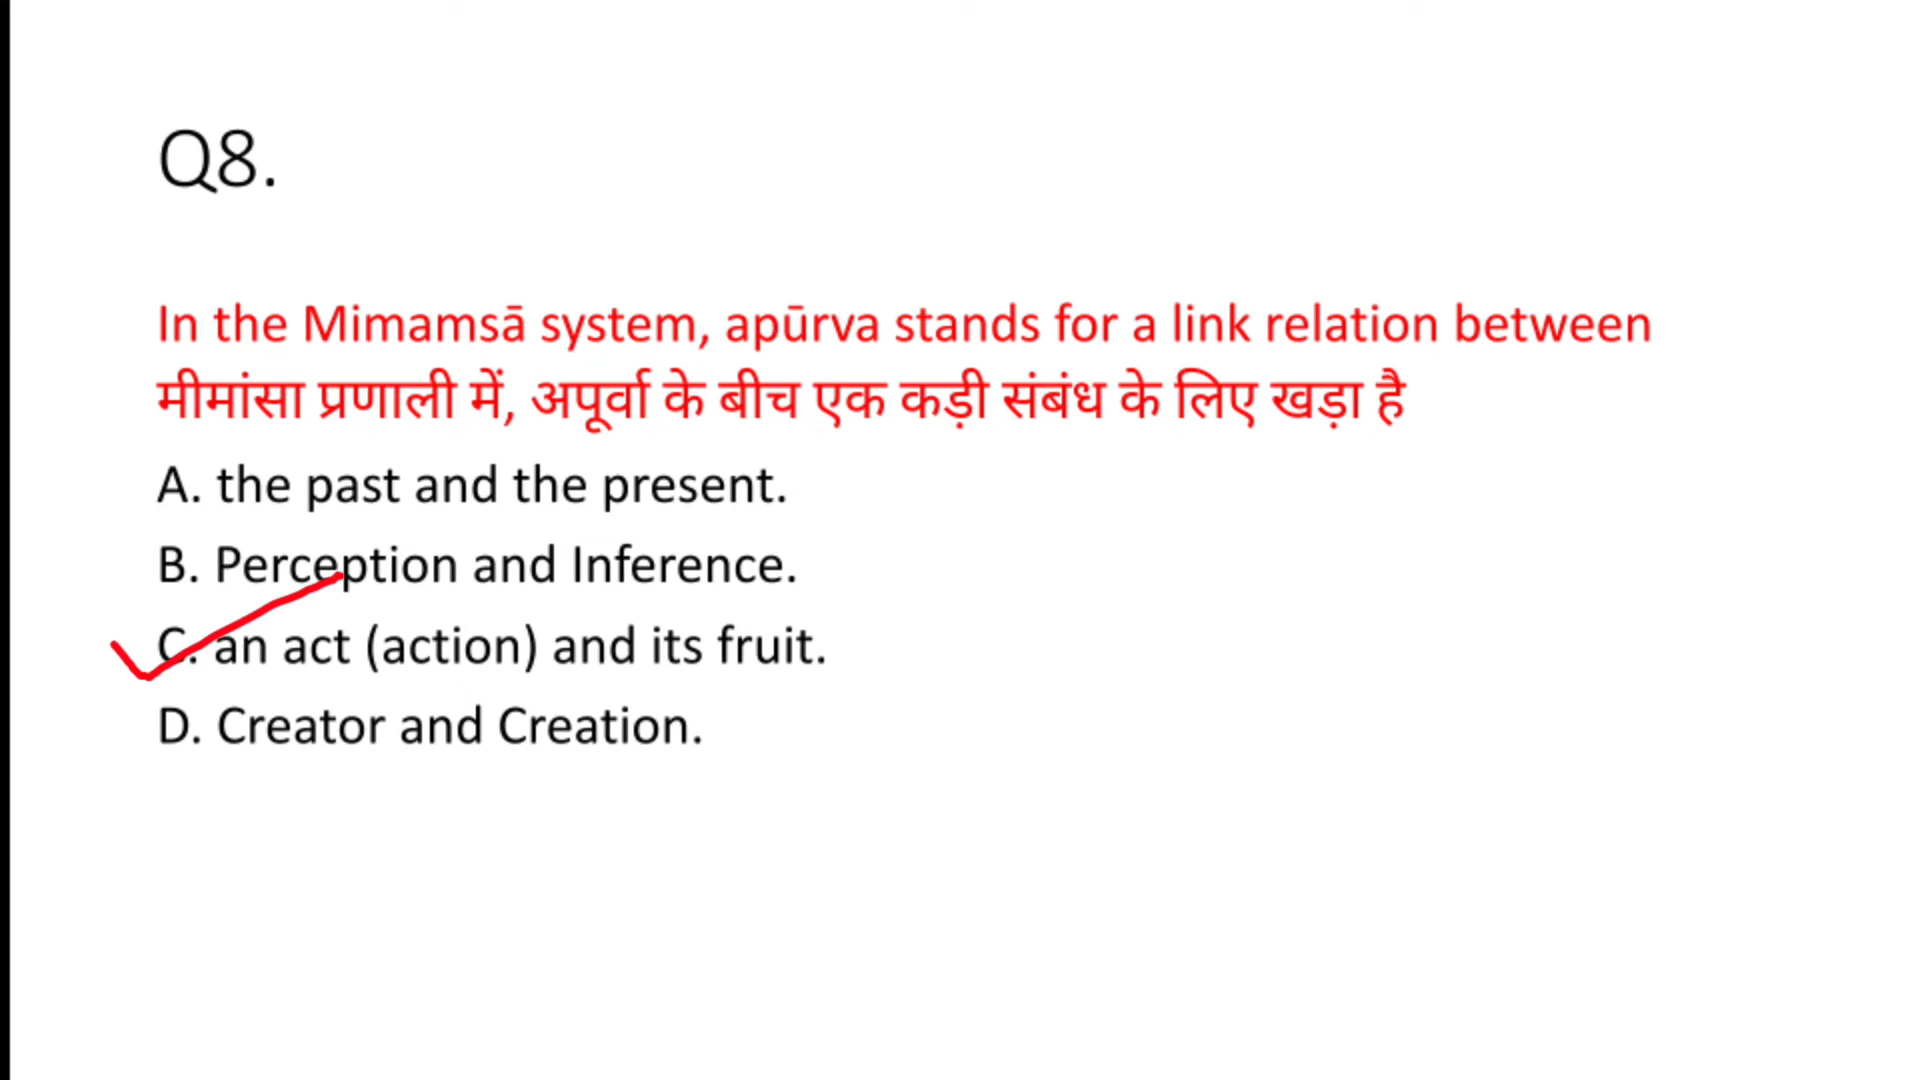 Q8.
In the Mimamsā system, apūrva stands for a link relation between
मीमांसा प्रणाली में, अपूर्वा के बीच एक कड़ी संबंध के लिए खड़ा है
A. the past and the present.
B. Perception and Inference.
C. an act (action) and its fruit.
D. Creator and Creation.